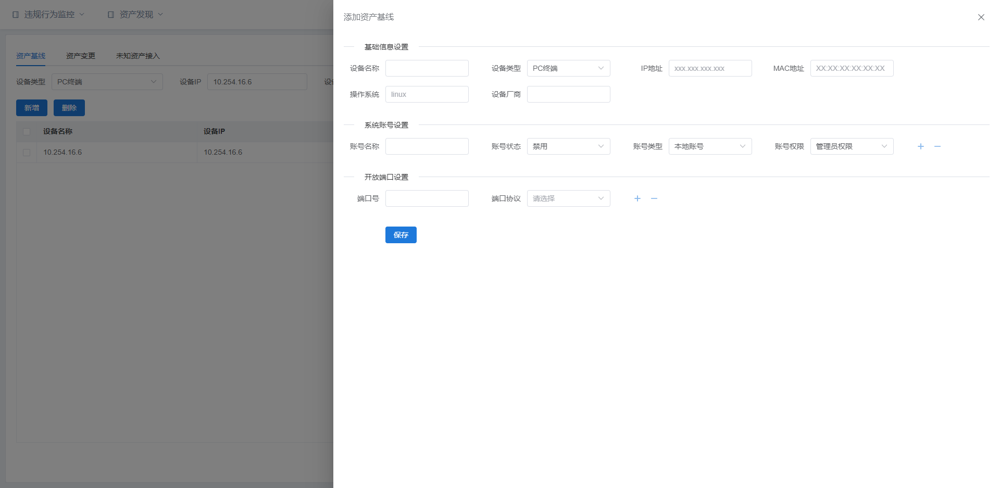 违规行为监控 资产发现
资产基线 资产变更 未知资产接入
设备类型 PC终端 设备IP 10.254.16.6
新增 删除
设备名称 设备IP
10.254.16.6 10.254.16.6
添加资产基线
基础信息设置
设备名称 设备类型 PC终端 IP地址 xxx.xxx.xxx.xxx MAC地址 XX:XX:XX:XX:XX:XX
操作系统 linux 设备厂商
系统账号设置
账号名称 账号状态 禁用 账号类型 本地账号 账号权限 管理员权限
开放端口设置
端口号 端口协议 请选择
保存